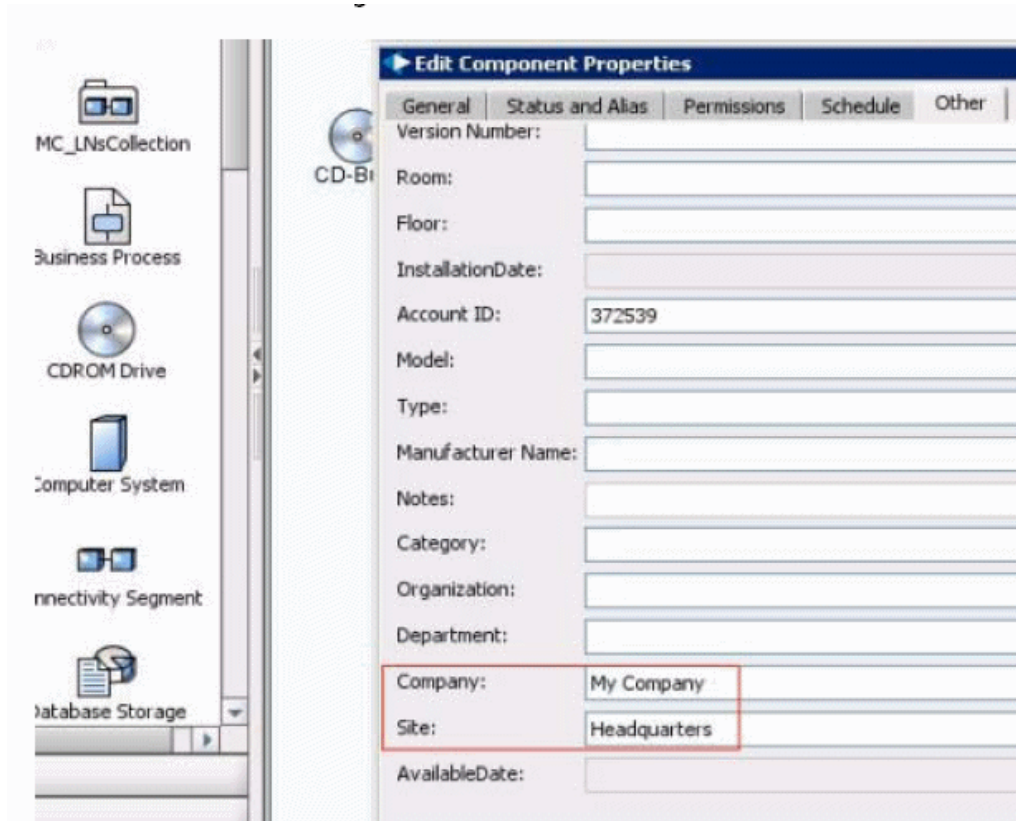 MC_LNsCollection
Business Process
CDROM Drive
Computer System
nnectivity Segment
Database Storage
CD-B
Edit Component Properties
General
Status and Alias
Permissions
Schedule
Other
Version Number:
Room:
Floor:
InstallationDate:
Account ID: 372539
Model:
Type:
Manufacturer Name:
Notes:
Category:
Organization:
Department:
Company: My Company
Site: Headquarters
AvailableDate: